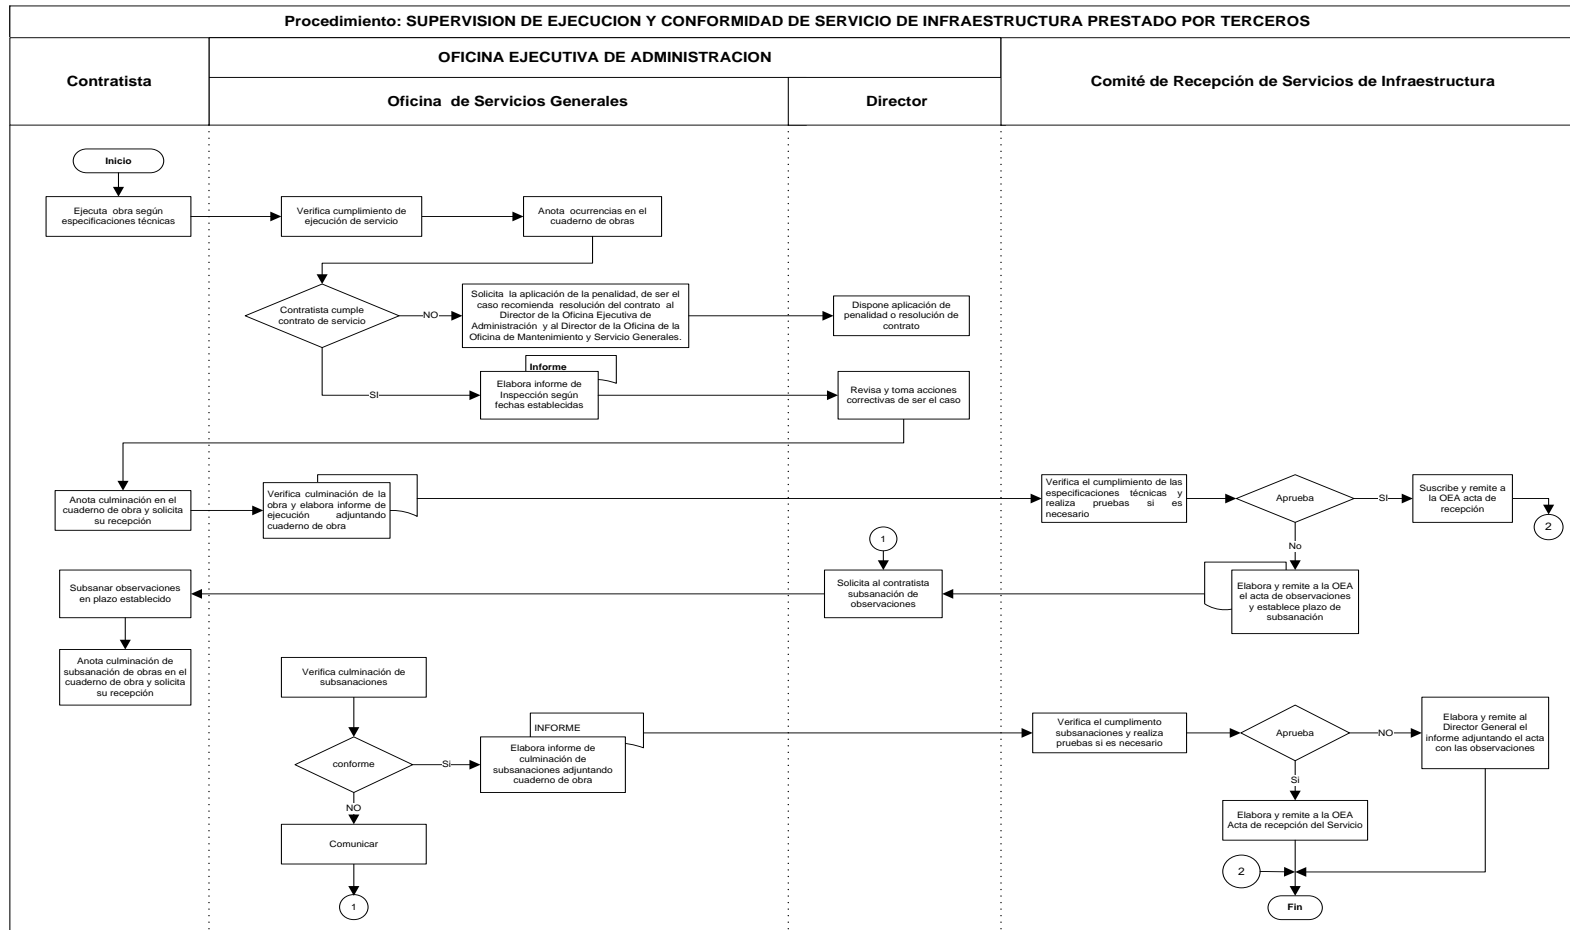 Procedimiento: SUPERVISION DE EJECUCION Y CONFORMIDAD DE SERVICIO DE INFRAESTRUCTURA PRESTADO POR TERCEROS
Contratista
OFICINA EJECUTIVA DE ADMINISTRACION
Oficina de Servicios Generales
Director
Comité de Recepción de Servicios de Infraestructura
Inicio
Ejecuta obra según
especificaciones técnicas
Verifica cumplimiento de
ejecución de servicio
Anota ocurrencias en el
cuaderno de obras
Contratista cumple
contrato de servicio
NO
Solicita la aplicación de la penalidad, de ser el
caso recomienda resolución del contrato al
Director de la Oficina Ejecutiva de
Administración y al Director de la Oficina de la
Oficina de Mantenimiento y Servicio Generales.
Dispone aplicación de
penalidad o resolución de
contrato
SI
Informe
Elabora informe de
Inspección según
fechas establecidas
Revisa y toma acciones
correctivas de ser el caso
Anota culminación en el
cuaderno de obra y solicita
su recepción
Verifica culminación de la
obra y elabora informe de
ejecución adjuntando
cuaderno de obra
Verifica el cumplimiento de las
especificaciones técnicas y
realiza pruebas si es
necesario
Aprueba
SI
Suscribe y remite a
la OEA acta de
recepción
2
No
1
Subsanar observaciones
en plazo establecido
Solicita al contratista
subsanación de
observaciones
Elabora y remite a la OEA
el acta de observaciones
y establece plazo de
subsanación
Anota culminación de
subsanación de obras en el
cuaderno de obra y solicita
su recepción
Verifica culminación de
subsanaciones
conforme
Si
INFORME
Elabora informe de
culminación de
subsanaciones adjuntando
cuaderno de obra
Verifica el cumplimento
subsanaciones y realiza
pruebas si es necesario
Aprueba
NO
Elabora y remite al
Director General el
informe adjuntando el acta
con las observaciones
Si
NO
Comunicar
1
Elabora y remite a la OEA
Acta de recepción del Servicio
2
Fin